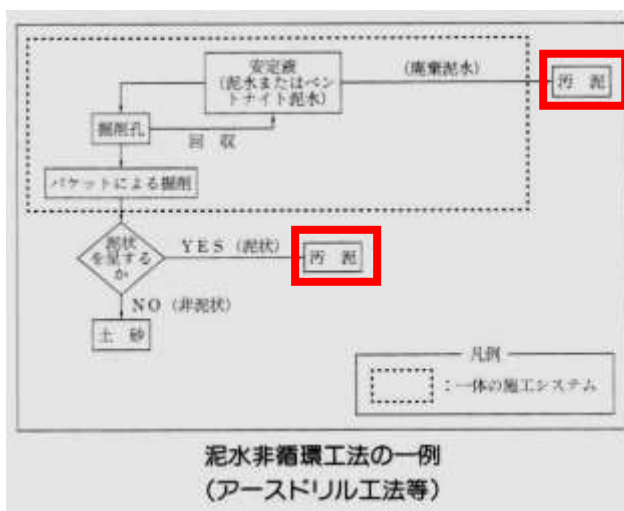 安定液
(泥水またはベン
トナイト泥水)
(廃棄泥水)
汚泥
掘削孔
回収
バケットによる掘削
泥状
を呈する
か
YES (泥状)
汚泥
NO (非泥状)
土砂
凡例
:一体の施工システム
泥水非循環工法の一例
(アースドリル工法等)